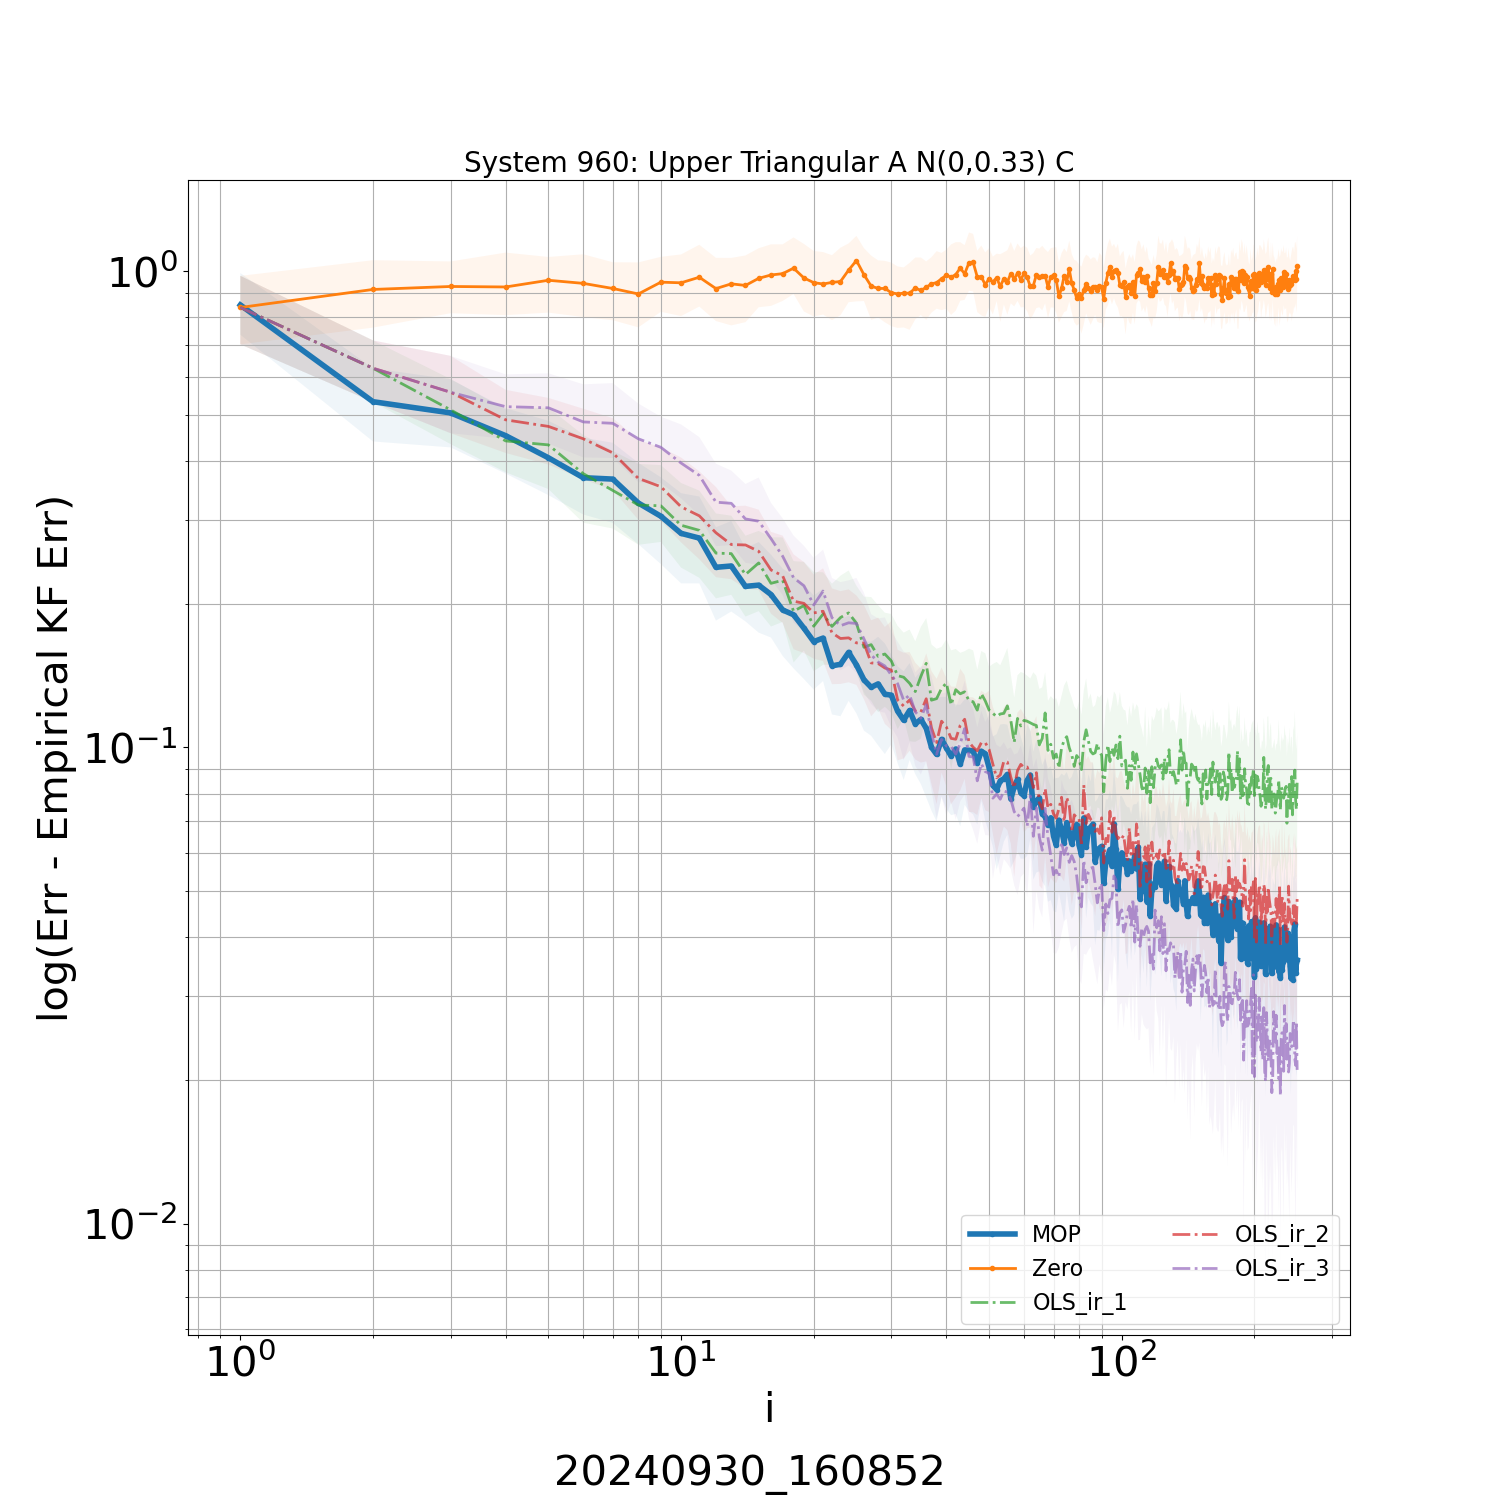 System 960: Upper Triangular A N(0,0.33) C
log(Err - Empirical KF Err)
10^0
10^-1
10^-2
10^0
10^1
10^2
i
MOP
Zero
OLS_ir_1
OLS_ir_2
OLS_ir_3
20240930_160852